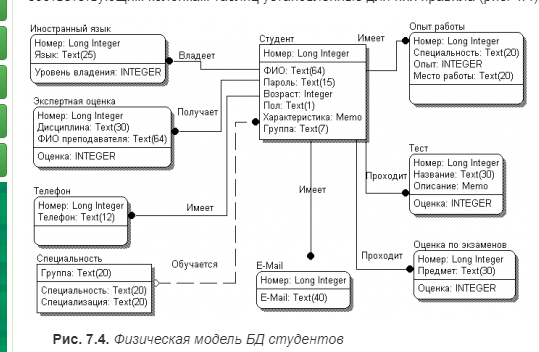 Иностранный язык
Номер: Long Integer
Язык: Text(25)
Уровень владения: INTEGER
Владеет
Экспертная оценка
Номер: Long Integer
Дисциплина: Text(30)
ФИО преподавателя: Text(64)
Оценка: INTEGER
Получает
Телефон
Номер: Long Integer
Телефон: Text(12)
Имеет
Специальность
Группа: Text(20)
Специальность: Text(20)
Специализация: Text(20)
Обучается
Студент
Номер: Long Integer
ФИО: Text(64)
Пароль: Text(15)
Возраст: Integer
Пол: Text(1)
Характеристика: Memo
Группа: Text(7)
Имеет
E-Mail
Номер: Long Integer
E-Mail: Text(40)
Имеет
Опыт работы
Номер: Long Integer
Специальность: Text(20)
Опыт: INTEGER
Место работы: Text(20)
Проходит
Тест
Номер: Long Integer
Название: Text(30)
Описание: Memo
Оценка: INTEGER
Проходит
Оценка по экзаменов
Номер: Long Integer
Предмет: Text(30)
Оценка: INTEGER
Рис. 7.4. Физическая модель БД студентов